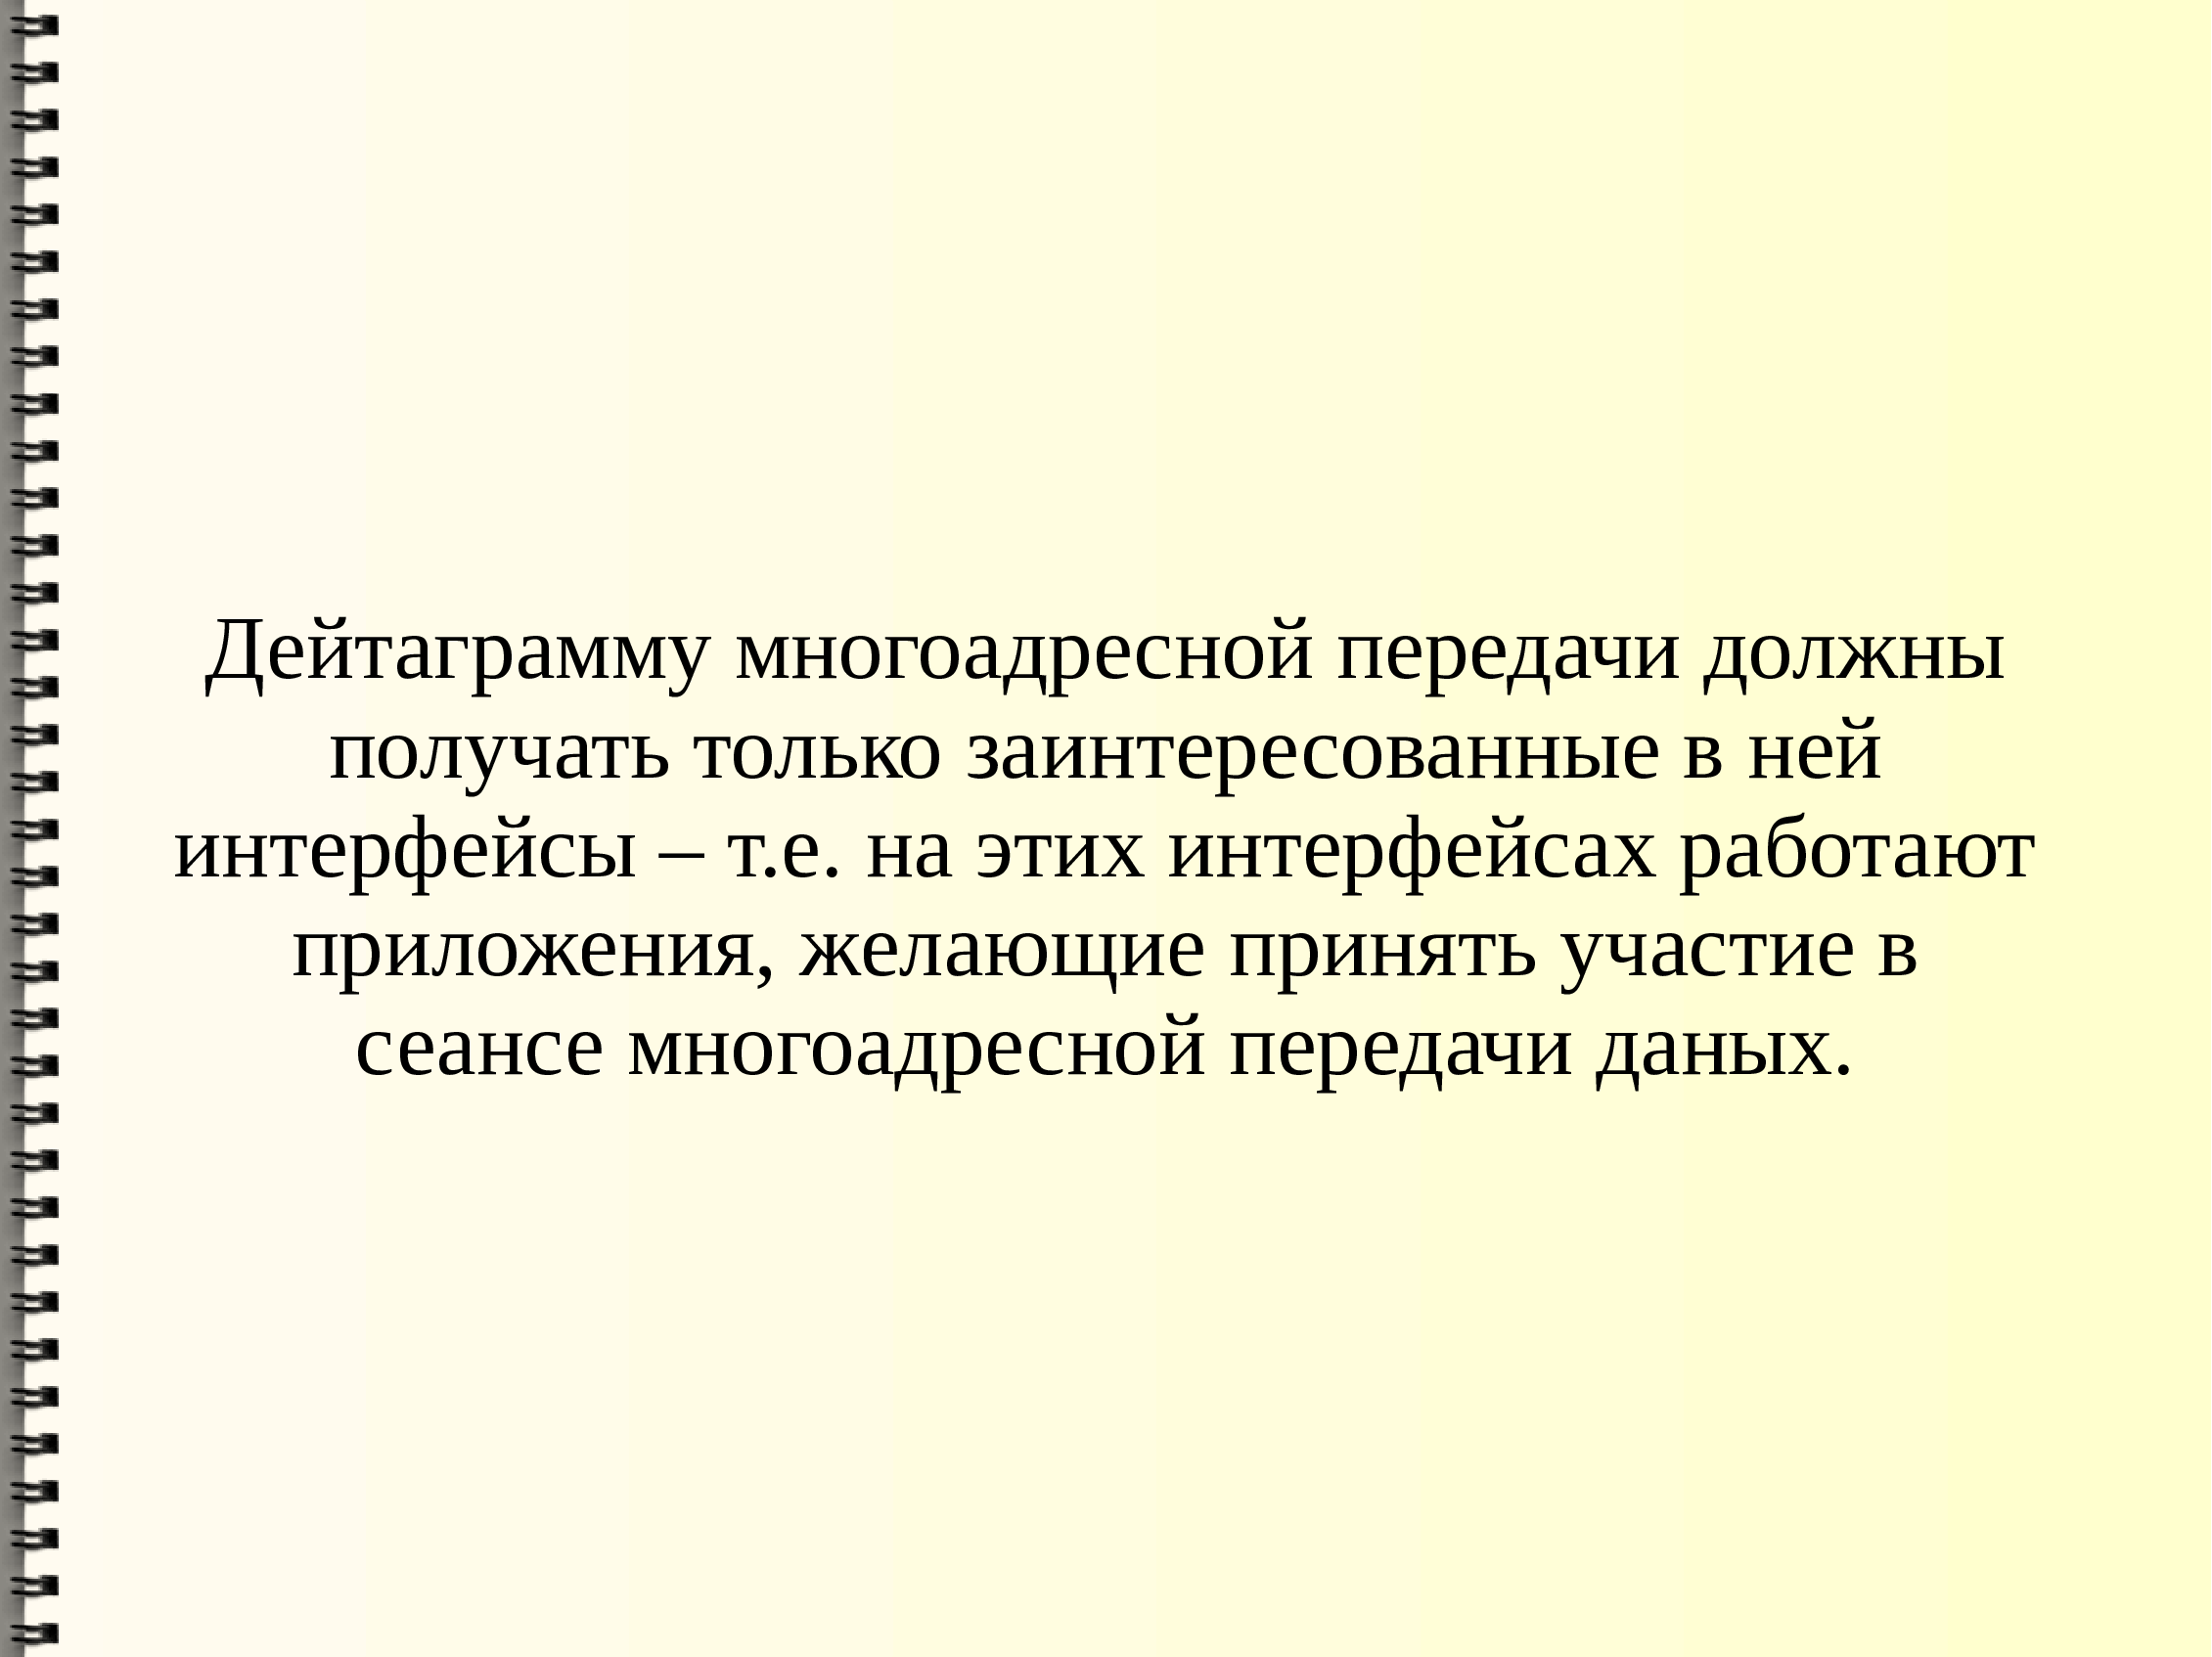 Дейтаграмму многоадресной передачи должны
получать только заинтересованные в ней
интерфейсы – т.е. на этих интерфейсах работают
приложения, желающие принять участие в
сеансе многоадресной передачи даных.